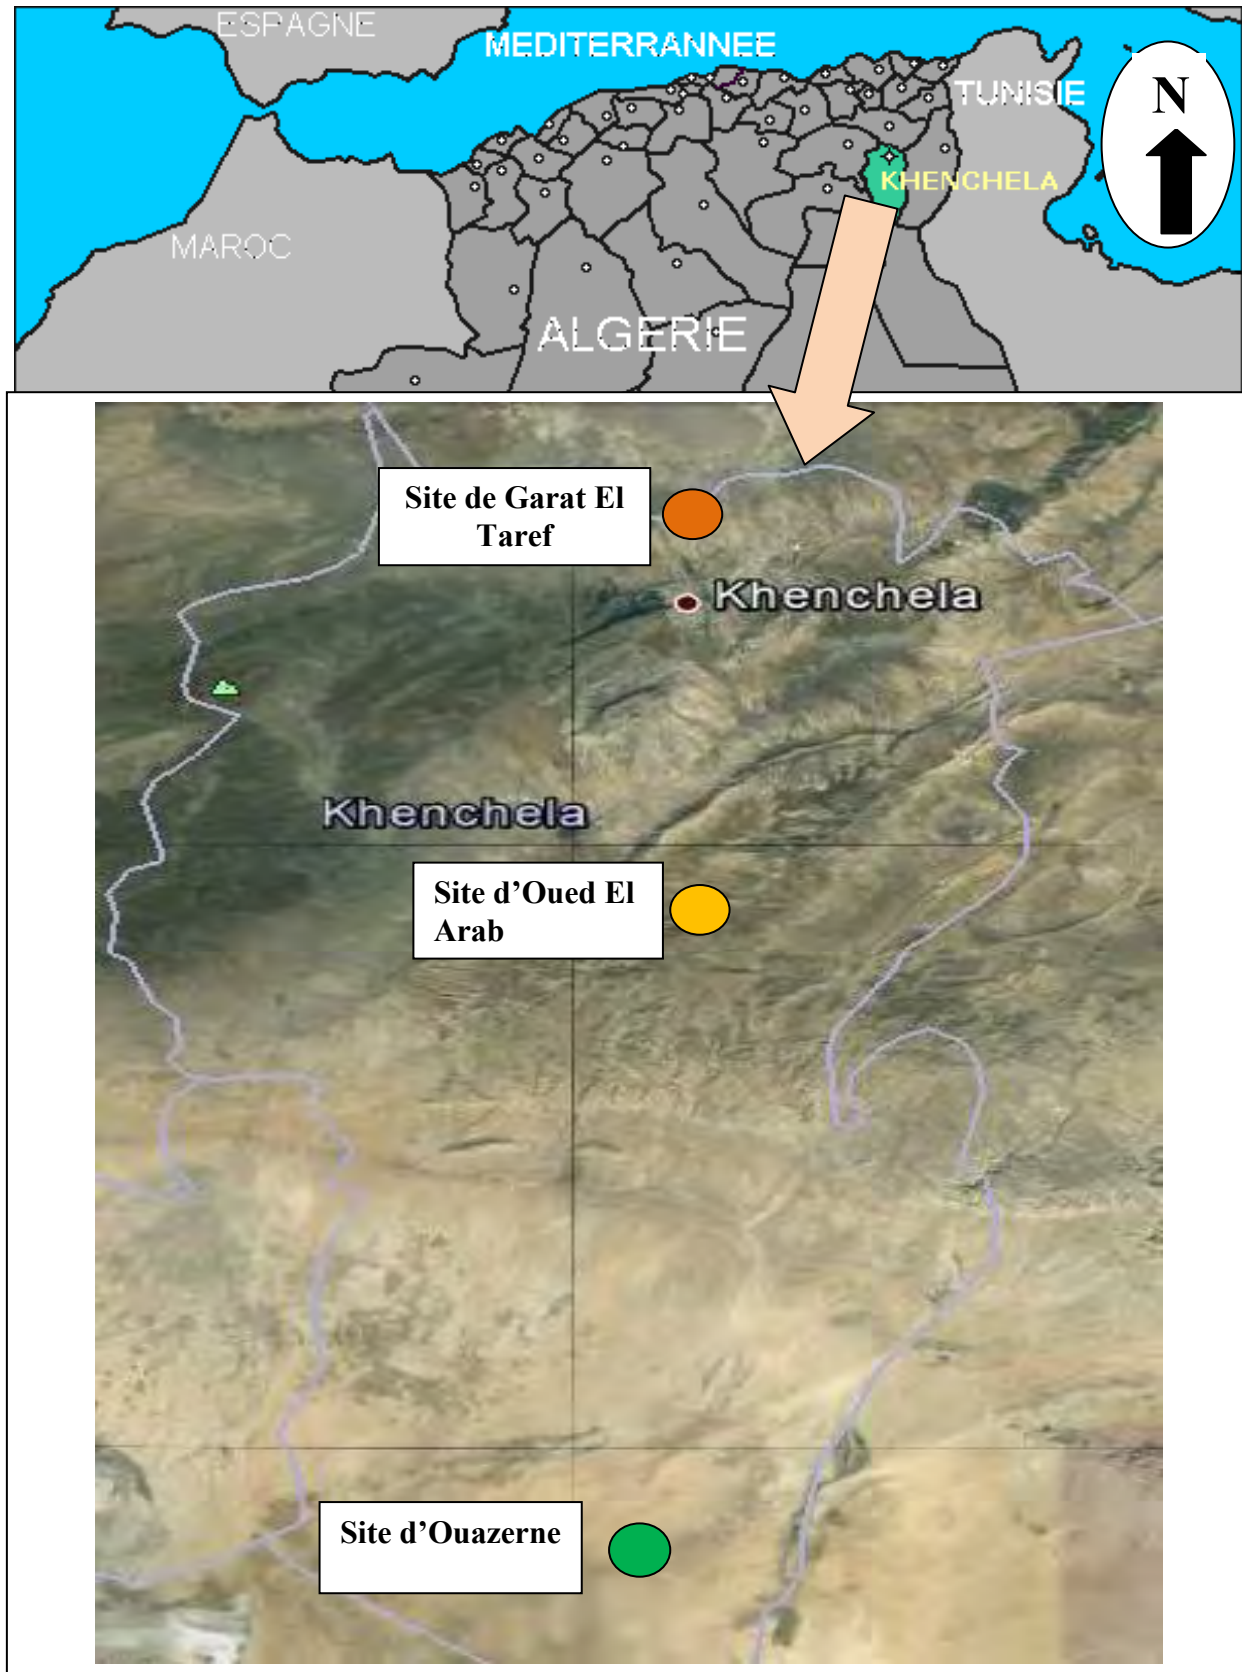 ESPAGNE
MEDITERRANNEE
TUNISIE
N
KHENCHELA
MAROC
ALGERIE
Site de Garat El
Taref
Khenchela
Khenchela
Site d’Oued El
Arab
Site d’Ouazerne